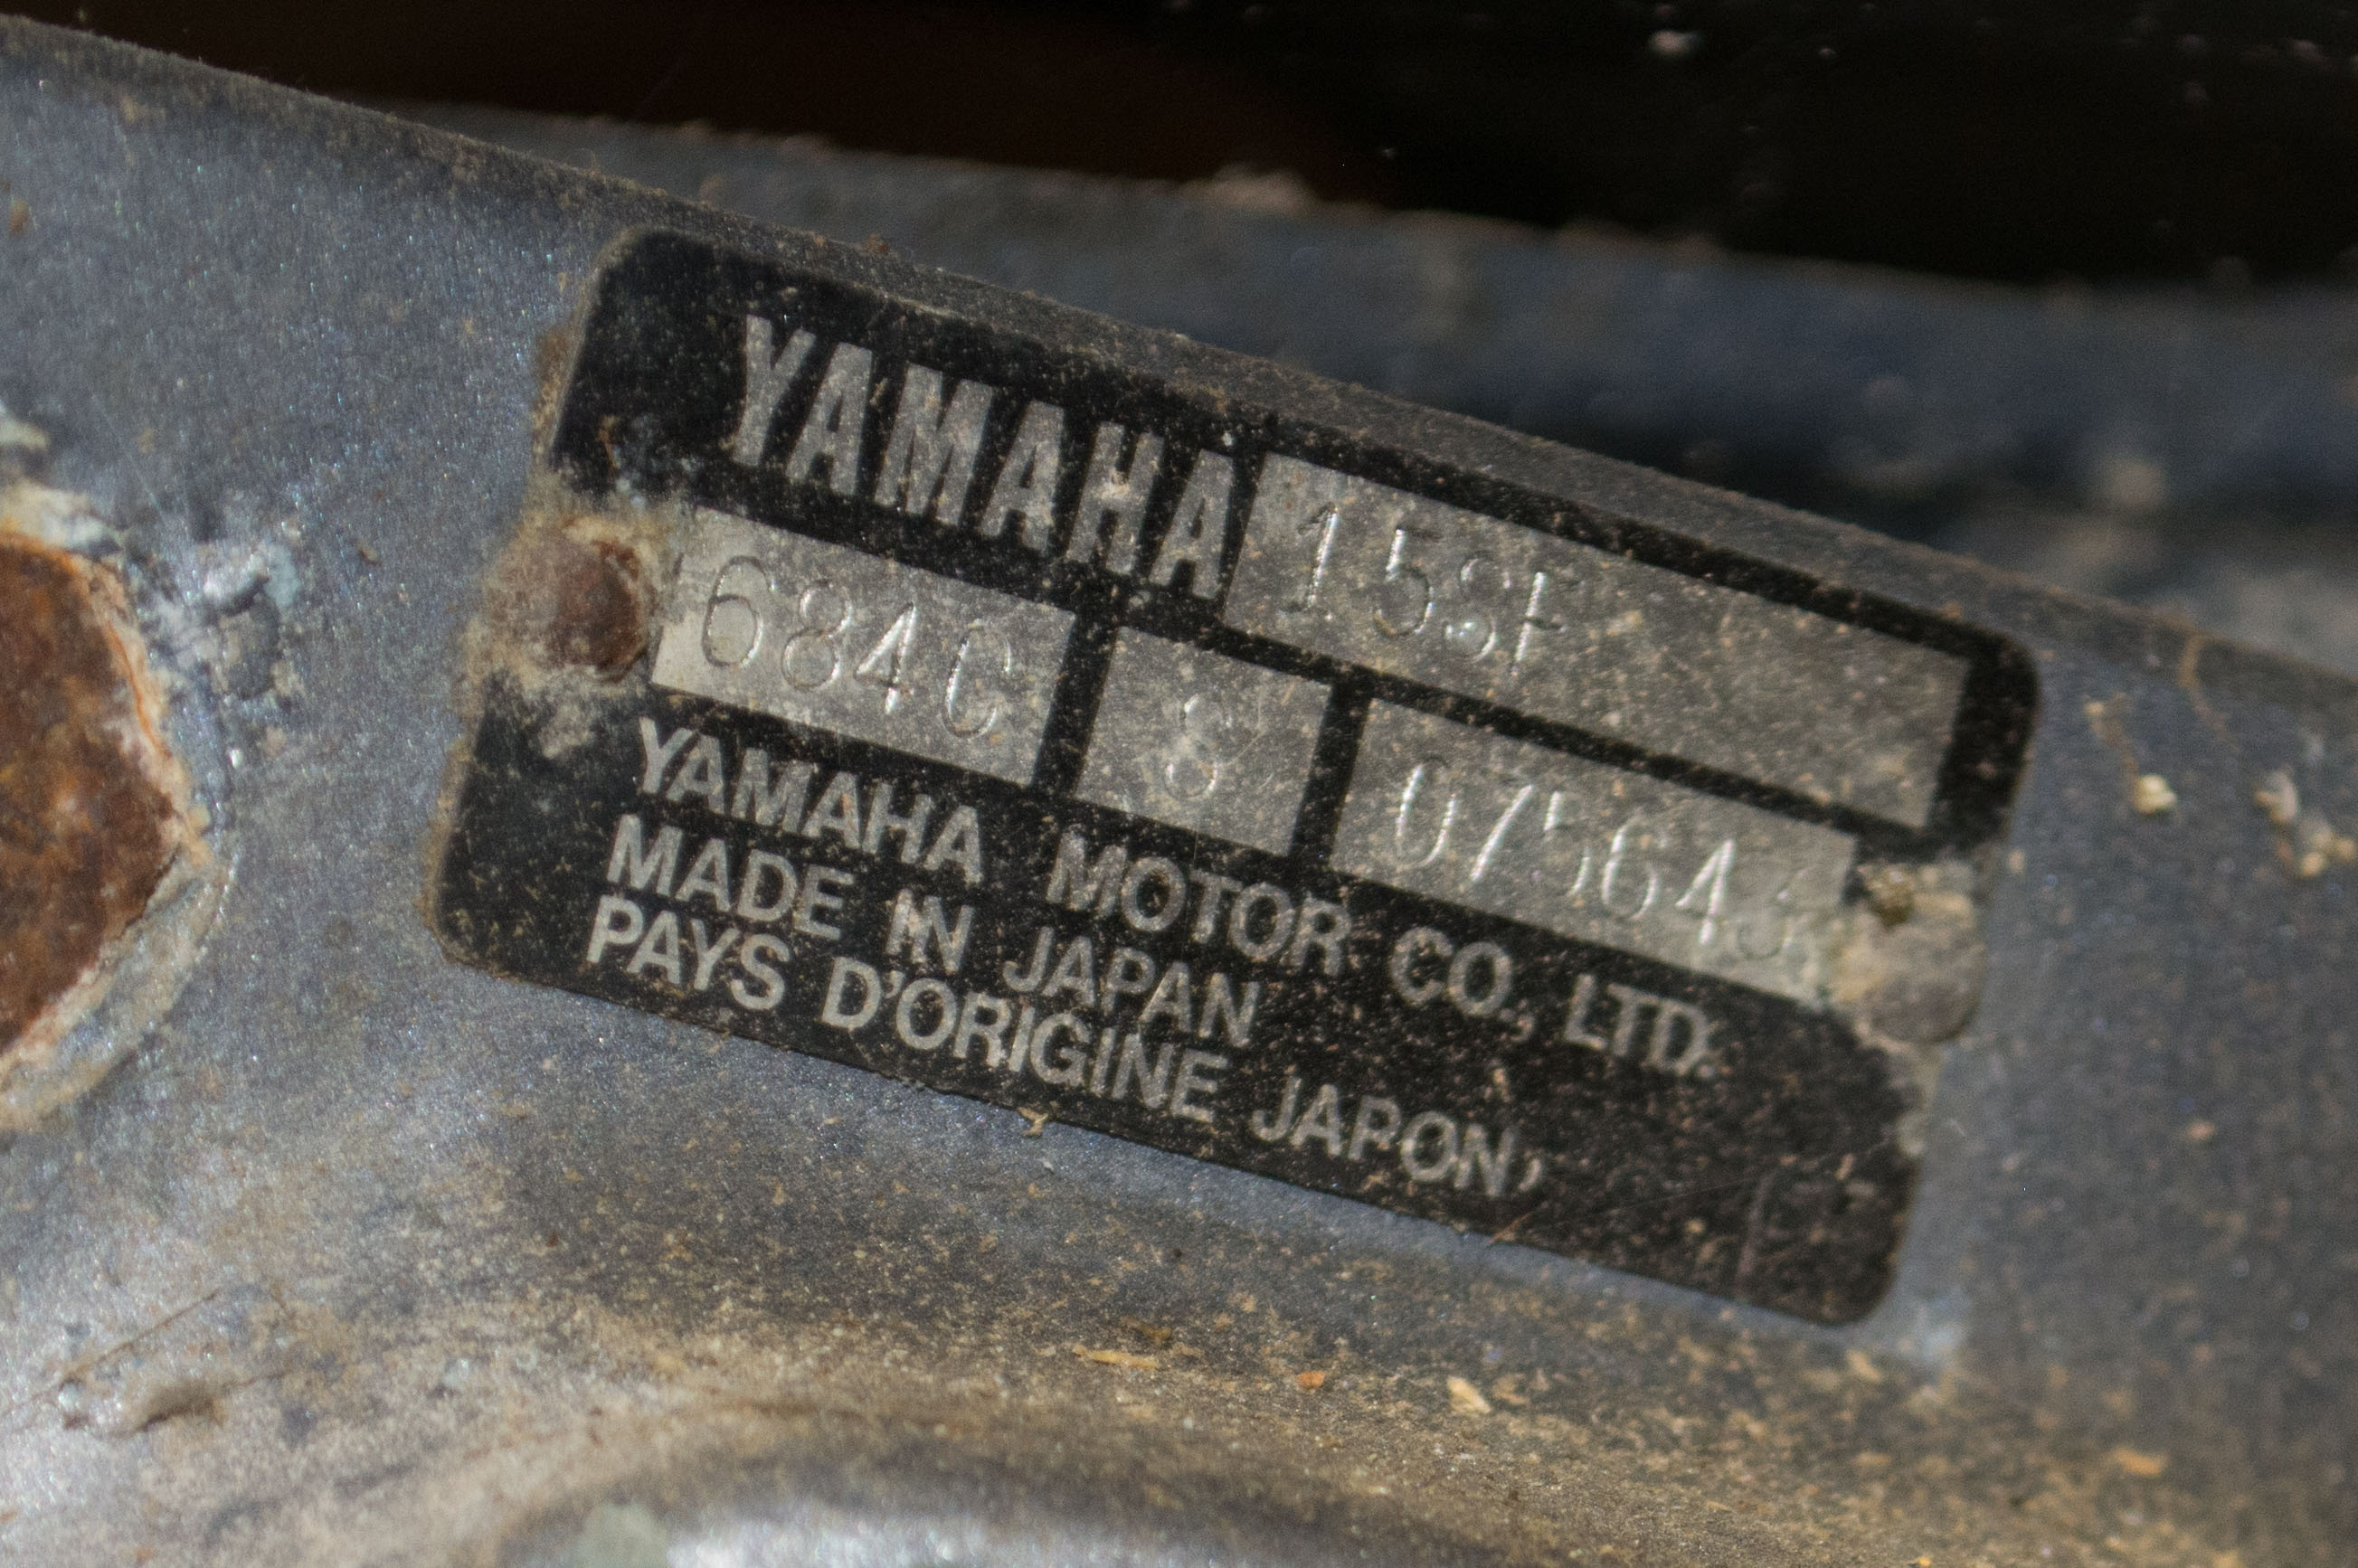 YAMAHA 15SF
684C S
YAMAHA MOTOR CO., LTD.
MADE IN JAPAN
PAYS D'ORIGINE JAPON,